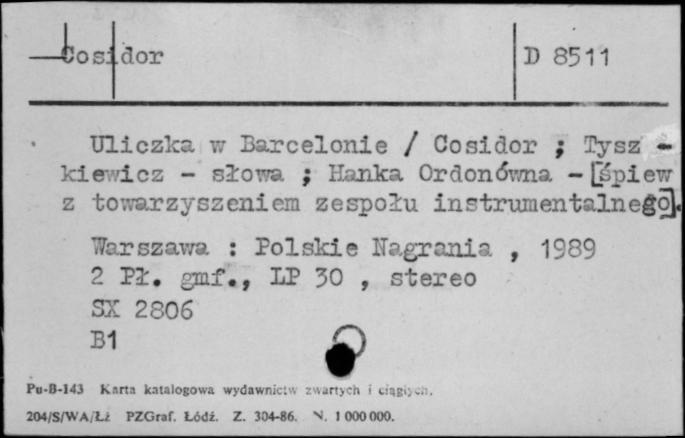 Cosidor D 8511
Uliczka w Barcelonie / Cosidor ; Tysz -
kiewicz - słowa ; Hanka Ordonówna - [śpiew
z towarzyszeniem zespołu instrumentalnego].
Warszawa : Polskie Nagrania , 1989
2 Pł. gmf., LP 30 , stereo
SX 2806
B1
Pu-B-143 Karta katalogowa wydawnictw zwartych i ciągłych.
204/S/WA/Łż PZGraf. Łódź. Z. 304-86. N. 1 000 000.